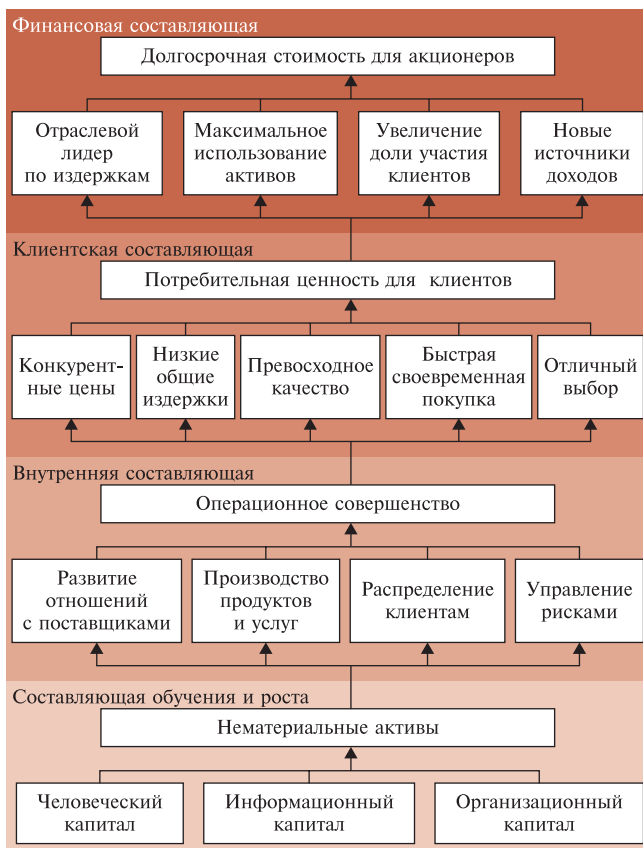 Финансовая составляющая
Долгосрочная стоимость для акционеров
Отраслевой
лидер
по издержкам
Максимальное
использование
активов
Увеличение
доли участия
клиентов
Новые
источники
доходов
Клиентская составляющая
Потребительная ценность для клиентов
Конкурент-
ные цены
Низкие
общие
издержки
Превосходное
качество
Быстрая
своевременная
покупка
Отличный
выбор
Внутренняя составляющая
Операционное совершенство
Развитие
отношений
с поставщиками
Производство
продуктов
и услуг
Распределение
клиентам
Управление
рисками
Составляющая обучения и роста
Нематериальные активы
Человеческий
капитал
Информационный
капитал
Организационный
капитал